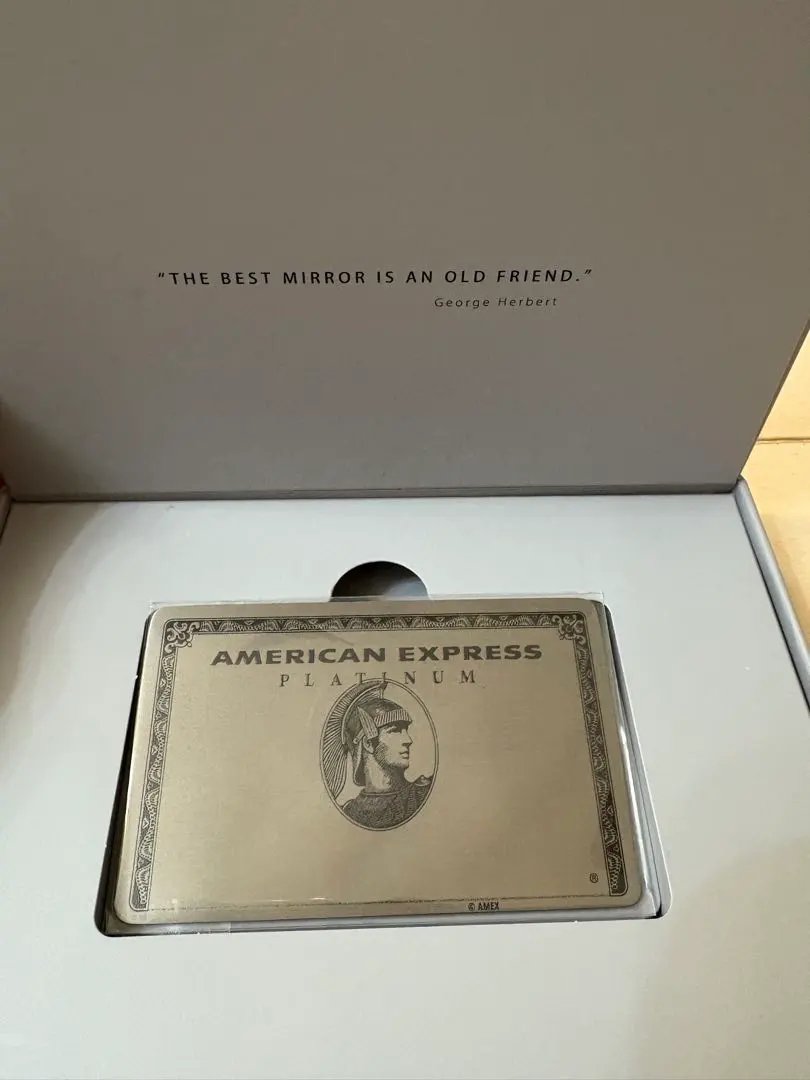 "THE BEST MIRROR IS AN OLD FRIEND."
George Herbert
AMERICAN EXPRESS
PLATINUM
®
© AMEX